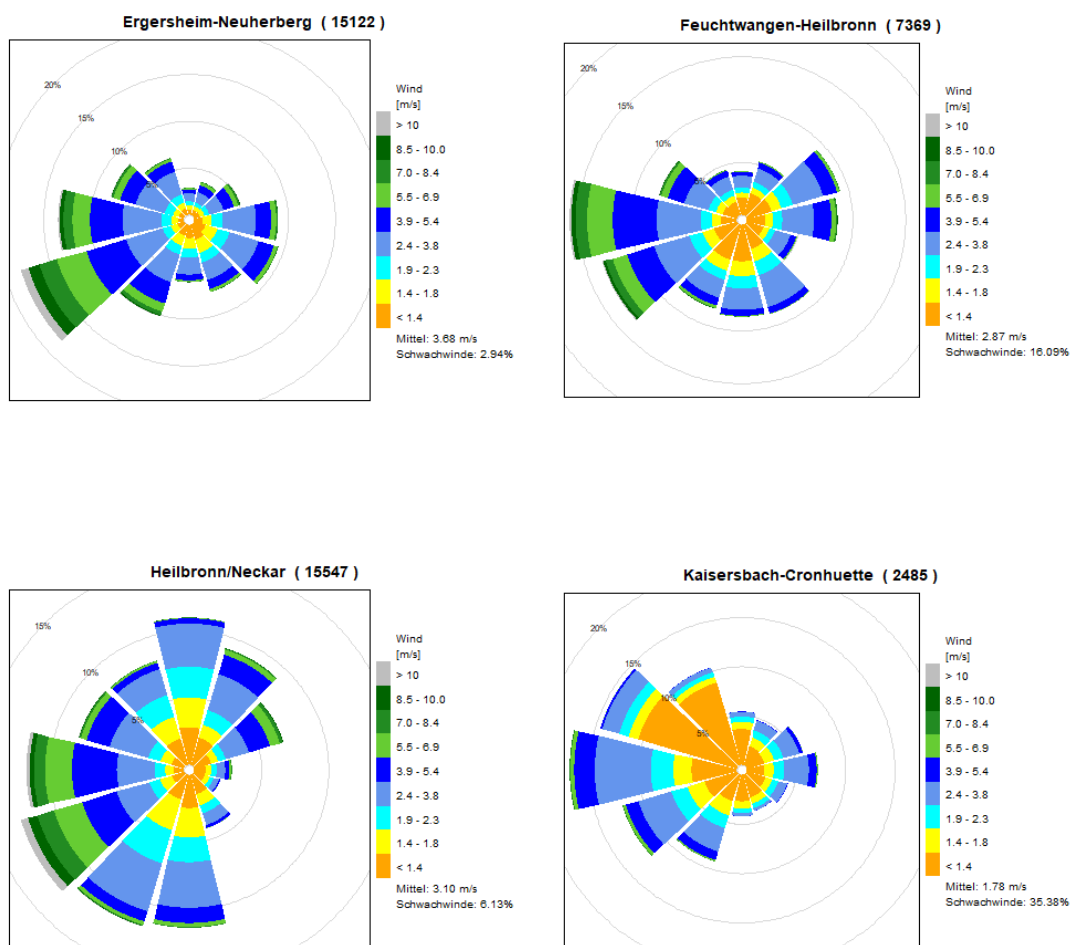 Ergersheim-Neuherberg ( 15122 )
20%
15%
10%
5%
Wind
[m/s]
> 10
8.5 - 10.0
7.0 - 8.4
5.5 - 6.9
3.9 - 5.4
2.4 - 3.8
1.9 - 2.3
1.4 - 1.8
< 1.4
Mittel: 3.68 m/s
Schwachwinde: 2.94%
Feuchtwangen-Heilbronn ( 7369 )
20%
15%
10%
5%
Wind
[m/s]
> 10
8.5 - 10.0
7.0 - 8.4
5.5 - 6.9
3.9 - 5.4
2.4 - 3.8
1.9 - 2.3
1.4 - 1.8
< 1.4
Mittel: 2.87 m/s
Schwachwinde: 16.09%
Heilbronn/Neckar ( 15547 )
15%
10%
5%
Wind
[m/s]
> 10
8.5 - 10.0
7.0 - 8.4
5.5 - 6.9
3.9 - 5.4
2.4 - 3.8
1.9 - 2.3
1.4 - 1.8
< 1.4
Mittel: 3.10 m/s
Schwachwinde: 6.13%
Kaisersbach-Cronhuette ( 2485 )
20%
15%
10%
5%
Wind
[m/s]
> 10
8.5 - 10.0
7.0 - 8.4
5.5 - 6.9
3.9 - 5.4
2.4 - 3.8
1.9 - 2.3
1.4 - 1.8
< 1.4
Mittel: 1.78 m/s
Schwachwinde: 35.38%